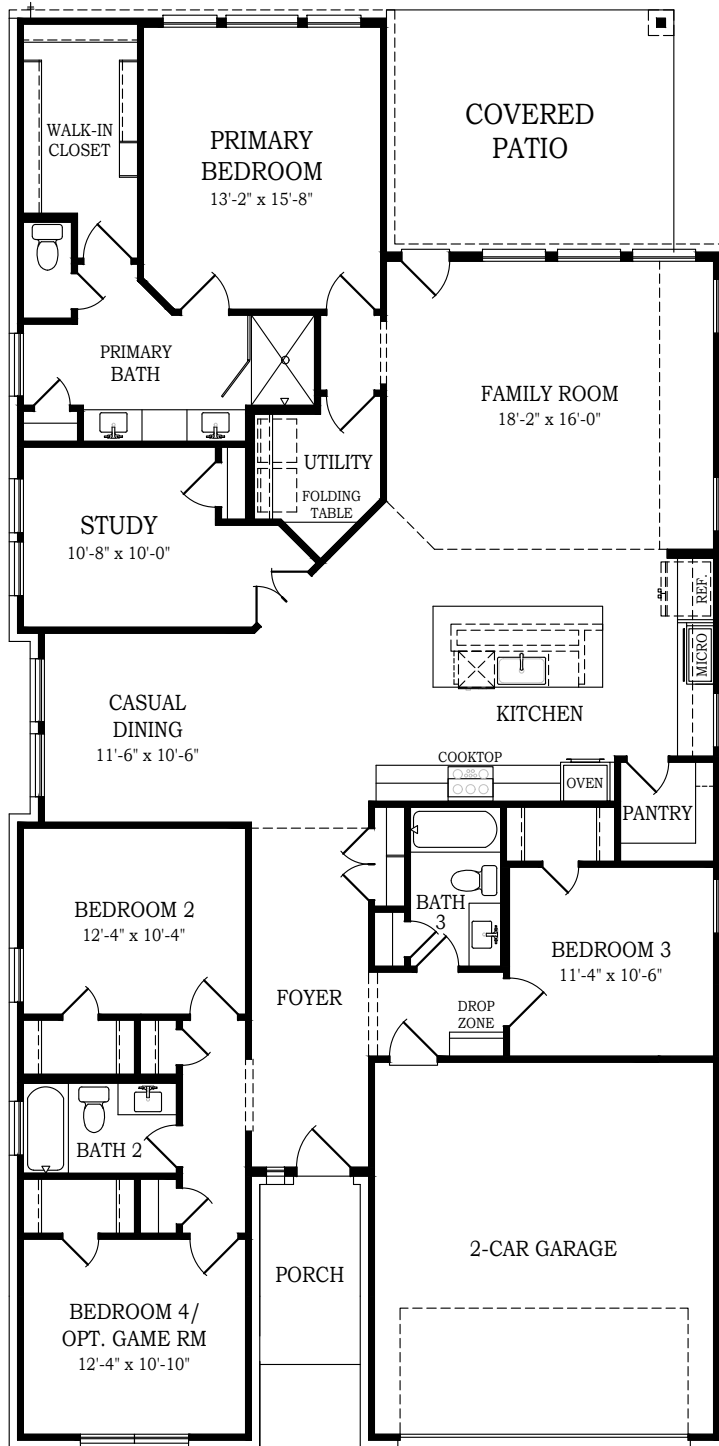 COVERED
PATIO
WALK-IN
CLOSET
PRIMARY
BEDROOM
13'-2" x 15'-8"
PRIMARY
BATH
FAMILY ROOM
18'-2" x 16'-0"
UTILITY
FOLDING
TABLE
STUDY
10'-8" x 10'-0"
REF.
MICRO
CASUAL
DINING
11'-6" x 10'-6"
KITCHEN
COOKTOP
OVEN
PANTRY
BEDROOM 2
12'-4" x 10'-4"
BATH
3
BEDROOM 3
11'-4" x 10'-6"
FOYER
DROP
ZONE
BATH 2
2-CAR GARAGE
PORCH
BEDROOM 4/
OPT. GAME RM
12'-4" x 10'-10"